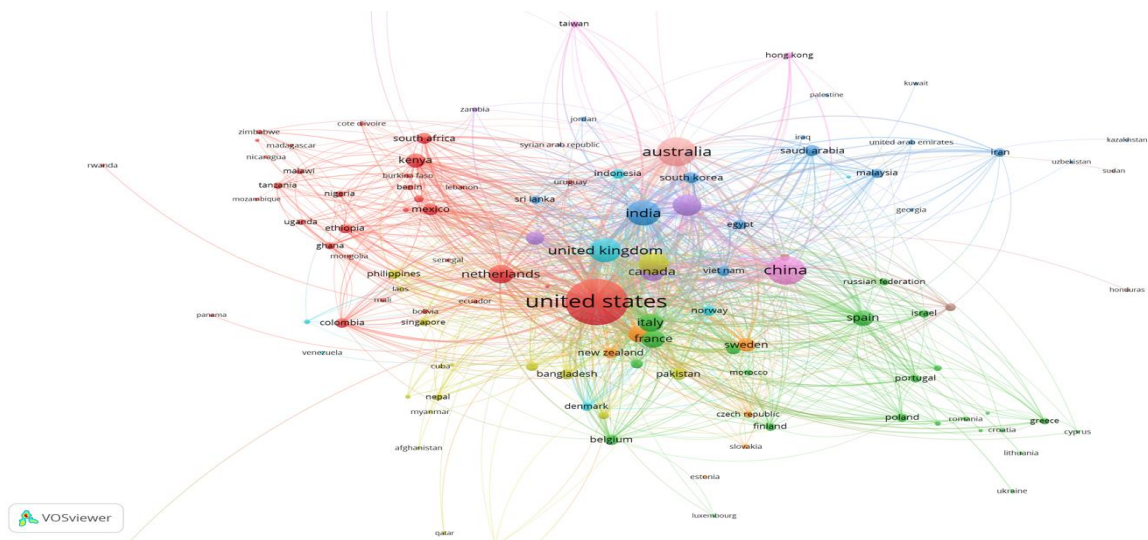 taiwan
hong kong
kuwait
palestine
zambia
jordan
cote d'ivoire
zimbabwe
south africa
iraq
kazakhstan
madagascar
syrian arab republic
united arab emirates
australia
saudi arabia
iran
nicaragua
kenya
rwanda
uzbekistan
malawi
burkina faso
indonesia
south korea
malaysia
sudan
tanzania
benin
lebanon
uruguay
nigeria
mozambique
sri lanka
mexico
india
georgia
uganda
ethiopia
egypt
ghana
united kingdom
mongolia
senegal
philippines
netherlands
canada
viet nam
china
russian federation
laos
honduras
mali
ecuador
united states
panama
bolivia
norway
israel
colombia
singapore
italy
spain
france
sweden
venezuela
new zealand
cuba
bangladesh
pakistan
morocco
portugal
nepal
myanmar
denmark
czech republic
poland
romania
greece
finland
croatia
cyprus
belgium
slovakia
afghanistan
lithuania
estonia
ukraine
luxembourg
qatar
VOSviewer